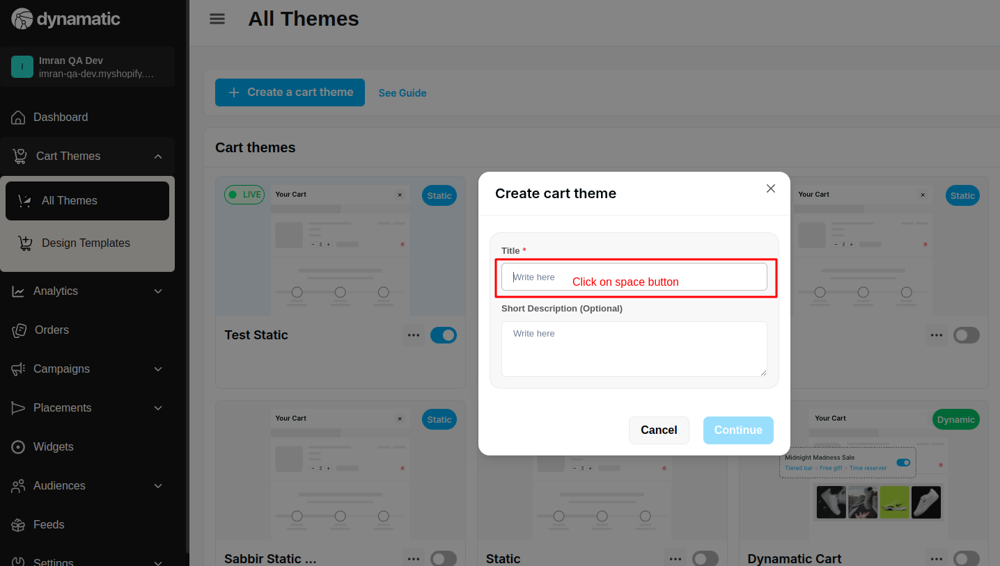 dynamatic
All Themes
I
Imran QA Dev
imran-qa-dev.myshopify....
Create a cart theme
See Guide
Dashboard
Cart Themes
All Themes
Design Templates
Analytics
Orders
Campaigns
Placements
Widgets
Audiences
Feeds
Settings
Cart themes
LIVE
Your Cart
Static
− 2 +
Test Static
Create cart theme
Title *
Write here
Click on space button
Short Description (Optional)
Write here
Cancel
Continue
Your Cart
Static
− 2 +
Your Cart
Static
− 2 +
Sabbir Static ...
− 2 +
Static
Your Cart
Dynamic
Midnight Madness Sale
Tiered bar + Free gift + Time reserver
Dynamatic Cart